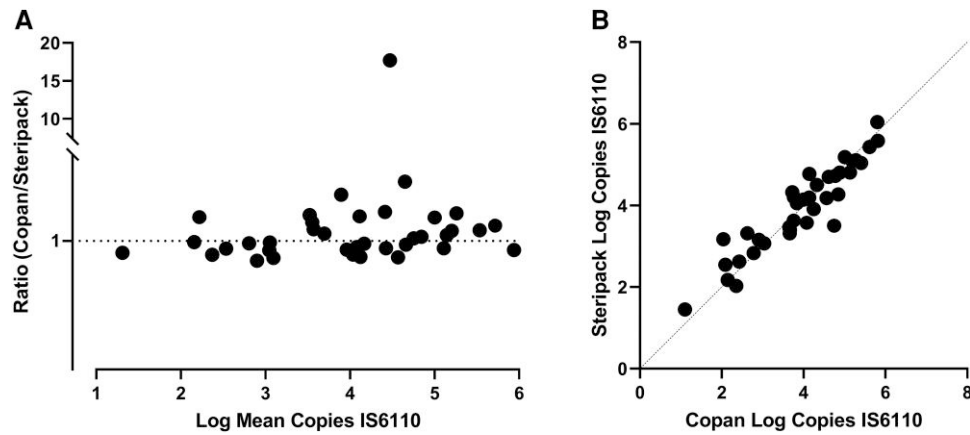 A
Ratio (Copan/Steripack)
20
15
10
1
1 2 3 4 5 6
Log Mean Copies IS6110
B
Steripack Log Copies IS6110
8
6
4
2
0
0 2 4 6 8
Copan Log Copies IS6110